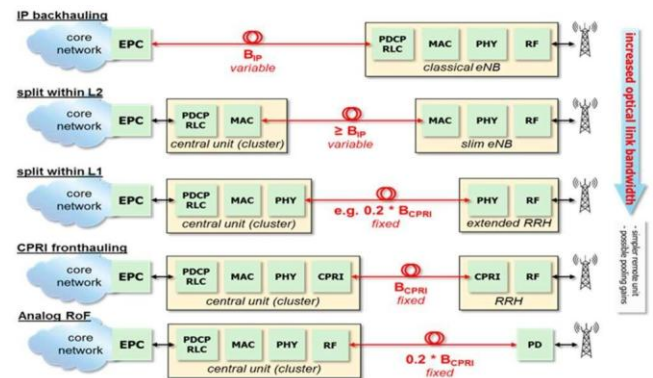 IP backhauling
core
network
EPC
B_IP
variable
PDCP
RLC
MAC
PHY
RF
classical eNB
split within L2
core
network
EPC
PDCP
RLC
MAC
central unit (cluster)
≥ B_IP
variable
MAC
PHY
RF
slim eNB
split within L1
core
network
EPC
PDCP
RLC
MAC
PHY
central unit (cluster)
e.g. 0.2 * B_CPRI
fixed
PHY
RF
extended RRH
CPRI fronthauling
core
network
EPC
PDCP
RLC
MAC
PHY
CPRI
central unit (cluster)
B_CPRI
fixed
CPRI
RF
RRH
Analog RoF
core
network
EPC
PDCP
RLC
MAC
PHY
RF
central unit (cluster)
0.2 * B_CPRI
fixed
PD
increased optical link bandwidth
- simpler remote unit
- possible pooling gains